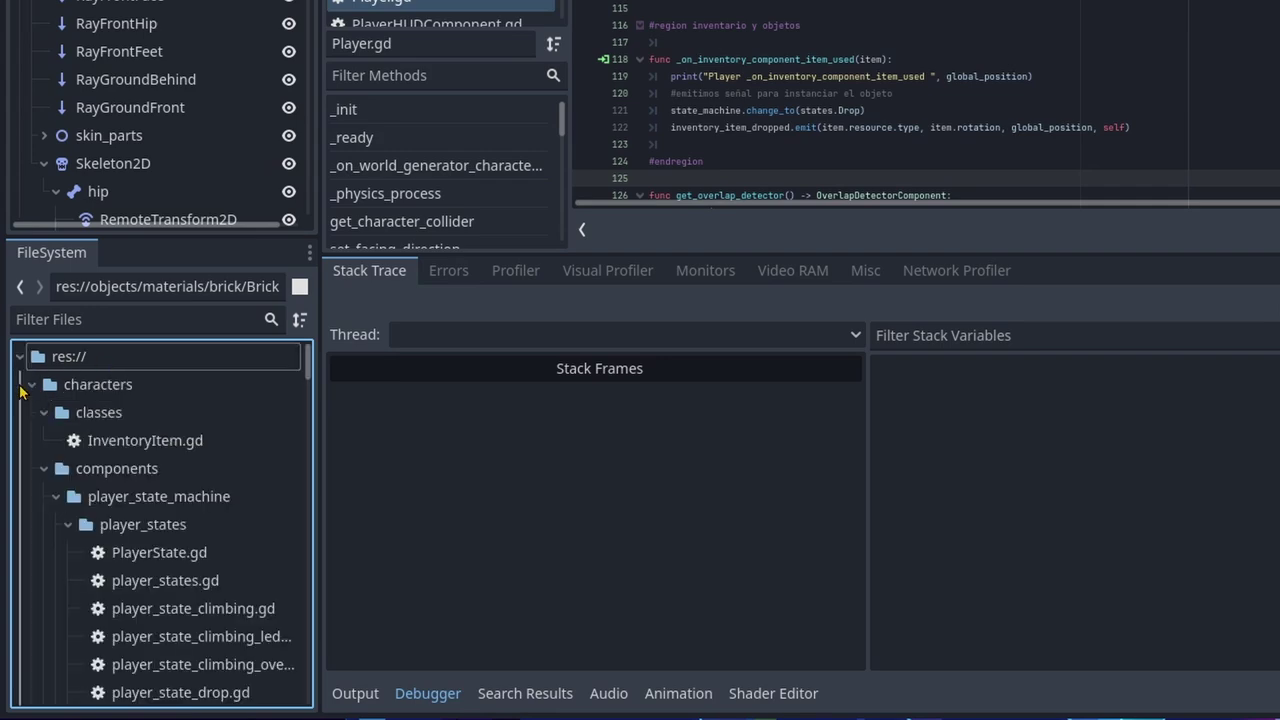 RayFrontHip
RayFrontFeet
RayGroundBehind
RayGroundFront
skin_parts
Skeleton2D
hip
RemoteTransform2D
FileSystem
res://objects/materials/brick/Brick
Filter Files
res://
characters
classes
InventoryItem.gd
components
player_state_machine
player_states
PlayerState.gd
player_states.gd
player_state_climbing.gd
player_state_climbing_led...
player_state_climbing_ove...
player_state_drop.gd
PlayerHUDComponent.gd
Player.gd
Filter Methods
_init
_ready
_on_world_generator_characte...
_physics_process
get_character_collider
set_facing_direction
115
116 #region inventario y objetos
117
118 func _on_inventory_component_item_used(item):
119 print("Player _on_inventory_component_item_used ", global_position)
120 #emitimos señal para instanciar el objeto
121 state_machine.change_to(states.Drop)
122 inventory_item_dropped.emit(item.resource.type, item.rotation, global_position, self)
123
124 #endregion
125
126 func get_overlap_detector() -> OverlapDetectorComponent:
Stack Trace Errors Profiler Visual Profiler Monitors Video RAM Misc Network Profiler
Thread:
Filter Stack Variables
Stack Frames
Output Debugger Search Results Audio Animation Shader Editor